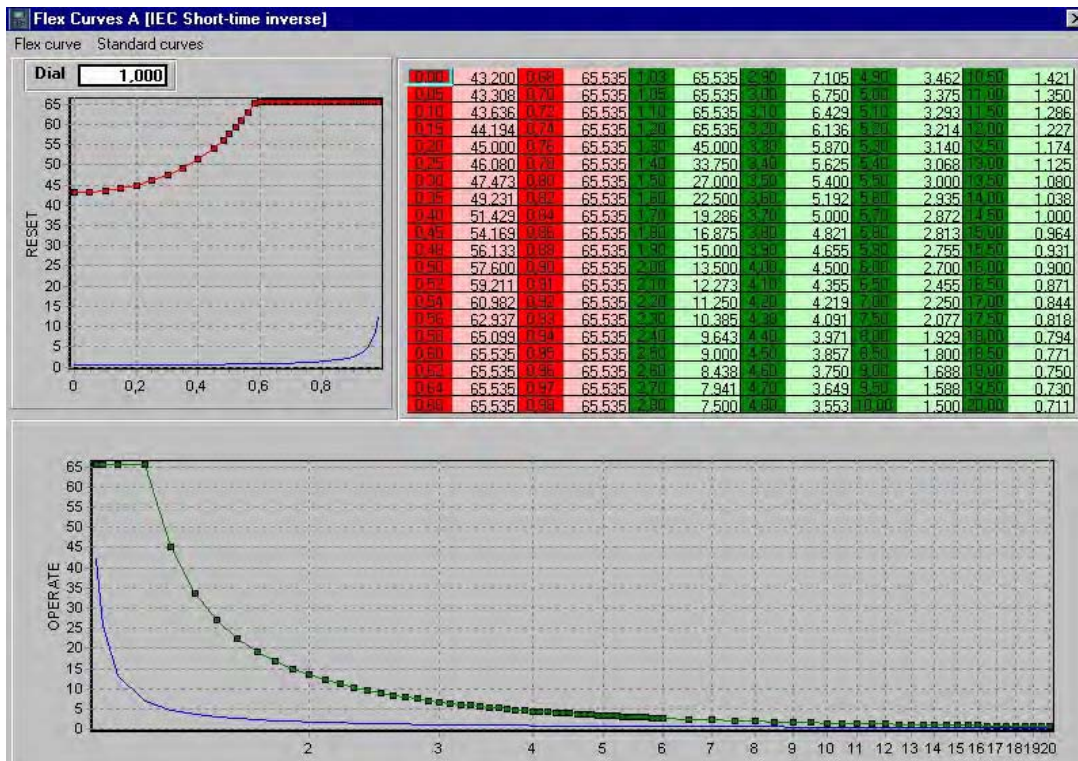 Flex Curves A [IEC Short-time inverse]
Flex curve Standard curves
Dial 1,000
0,00 43.200 0,68 65.535 1,03 65.535 2,90 7.105 4,90 3.462 10,50 1.421
0,05 43.308 0,70 65.535 1,05 65.535 3,00 6.750 5,00 3.375 11,00 1.350
0,10 43.636 0,72 65.535 1,10 65.535 3,10 6.429 5,10 3.293 11,50 1.286
0,15 44.194 0,74 65.535 1,20 65.535 3,20 6.136 5,20 3.214 12,00 1.227
0,20 45.000 0,76 65.535 1,30 45.000 3,30 5.870 5,30 3.140 12,50 1.174
0,25 46.080 0,78 65.535 1,40 33.750 3,40 5.625 5,40 3.068 13,00 1.125
0,30 47.473 0,80 65.535 1,50 27.000 3,50 5.400 5,50 3.000 13,50 1.080
0,35 49.231 0,82 65.535 1,60 22.500 3,60 5.192 5,60 2.935 14,00 1.038
0,40 51.429 0,84 65.535 1,70 19.286 3,70 5.000 5,70 2.872 14,50 1.000
0,45 54.169 0,86 65.535 1,80 16.875 3,80 4.821 5,80 2.813 15,00 0.964
0,48 56.133 0,88 65.535 1,90 15.000 3,90 4.655 5,90 2.755 15,50 0.931
0,50 57.600 0,90 65.535 2,00 13.500 4,00 4.500 6,00 2.700 16,00 0.900
0,52 59.211 0,91 65.535 2,10 12.273 4,10 4.355 6,50 2.455 16,50 0.871
0,54 60.982 0,92 65.535 2,20 11.250 4,20 4.219 7,00 2.250 17,00 0.844
0,56 62.937 0,93 65.535 2,30 10.385 4,30 4.091 7,50 2.077 17,50 0.818
0,58 65.099 0,94 65.535 2,40 9.643 4,40 3.971 8,00 1.929 18,00 0.794
0,60 65.535 0,95 65.535 2,50 9.000 4,50 3.857 8,50 1.800 18,50 0.771
0,62 65.535 0,96 65.535 2,60 8.438 4,60 3.750 9,00 1.688 19,00 0.750
0,64 65.535 0,97 65.535 2,70 7.941 4,70 3.649 9,50 1.588 19,50 0.730
0,66 65.535 0,98 65.535 2,80 7.500 4,80 3.553 10,00 1.500 20,00 0.711
65
60
55
50
45
40
35
30
25
20
15
10
5
0
RESET
0 0,2 0,4 0,6 0,8
65
60
55
50
45
40
35
30
25
20
15
10
5
0
OPERATE
2 3 4 5 6 7 8 9 10 11 12 13 14 15 16 17 18 19 20